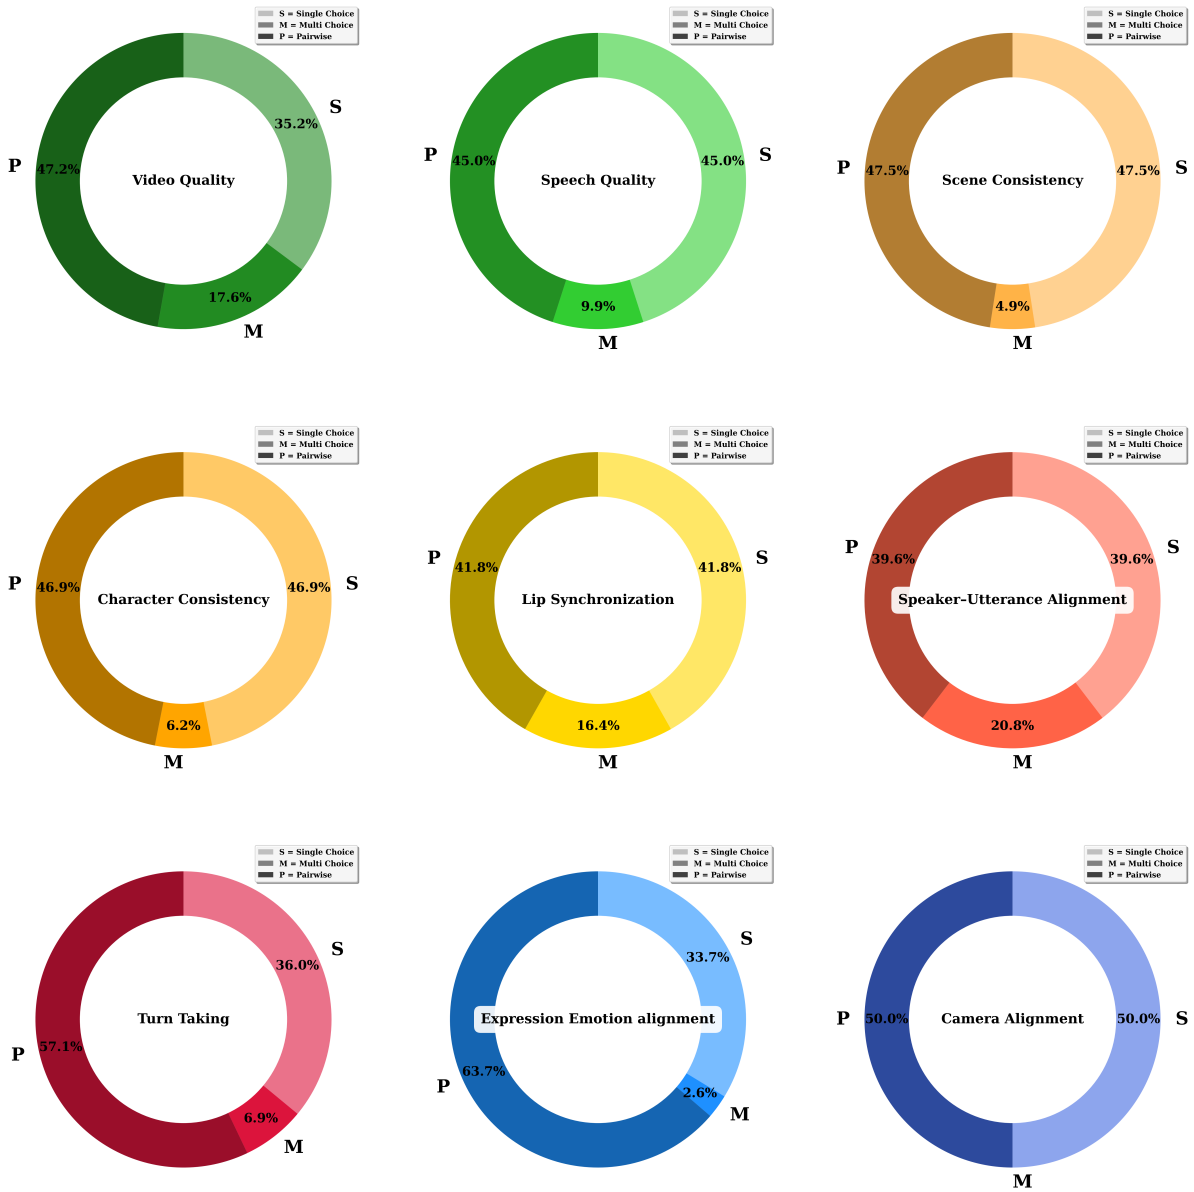 S = Single Choice
M = Multi Choice
P = Pairwise
S
35.2%
P
47.2%
Video Quality
17.6%
M
S = Single Choice
M = Multi Choice
P = Pairwise
P
45.0%
45.0%
S
Speech Quality
9.9%
M
S = Single Choice
M = Multi Choice
P = Pairwise
P
47.5%
47.5%
S
Scene Consistency
4.9%
M
S = Single Choice
M = Multi Choice
P = Pairwise
P
46.9%
46.9%
S
Character Consistency
6.2%
M
S = Single Choice
M = Multi Choice
P = Pairwise
P
41.8%
41.8%
S
Lip Synchronization
16.4%
M
S = Single Choice
M = Multi Choice
P = Pairwise
P
39.6%
39.6%
S
Speaker–Utterance Alignment
20.8%
M
S = Single Choice
M = Multi Choice
P = Pairwise
S
36.0%
Turn Taking
P
57.1%
6.9%
M
S = Single Choice
M = Multi Choice
P = Pairwise
S
33.7%
Expression Emotion alignment
P
63.7%
2.6%
M
S = Single Choice
M = Multi Choice
P = Pairwise
P
50.0%
Camera Alignment
50.0%
S
M